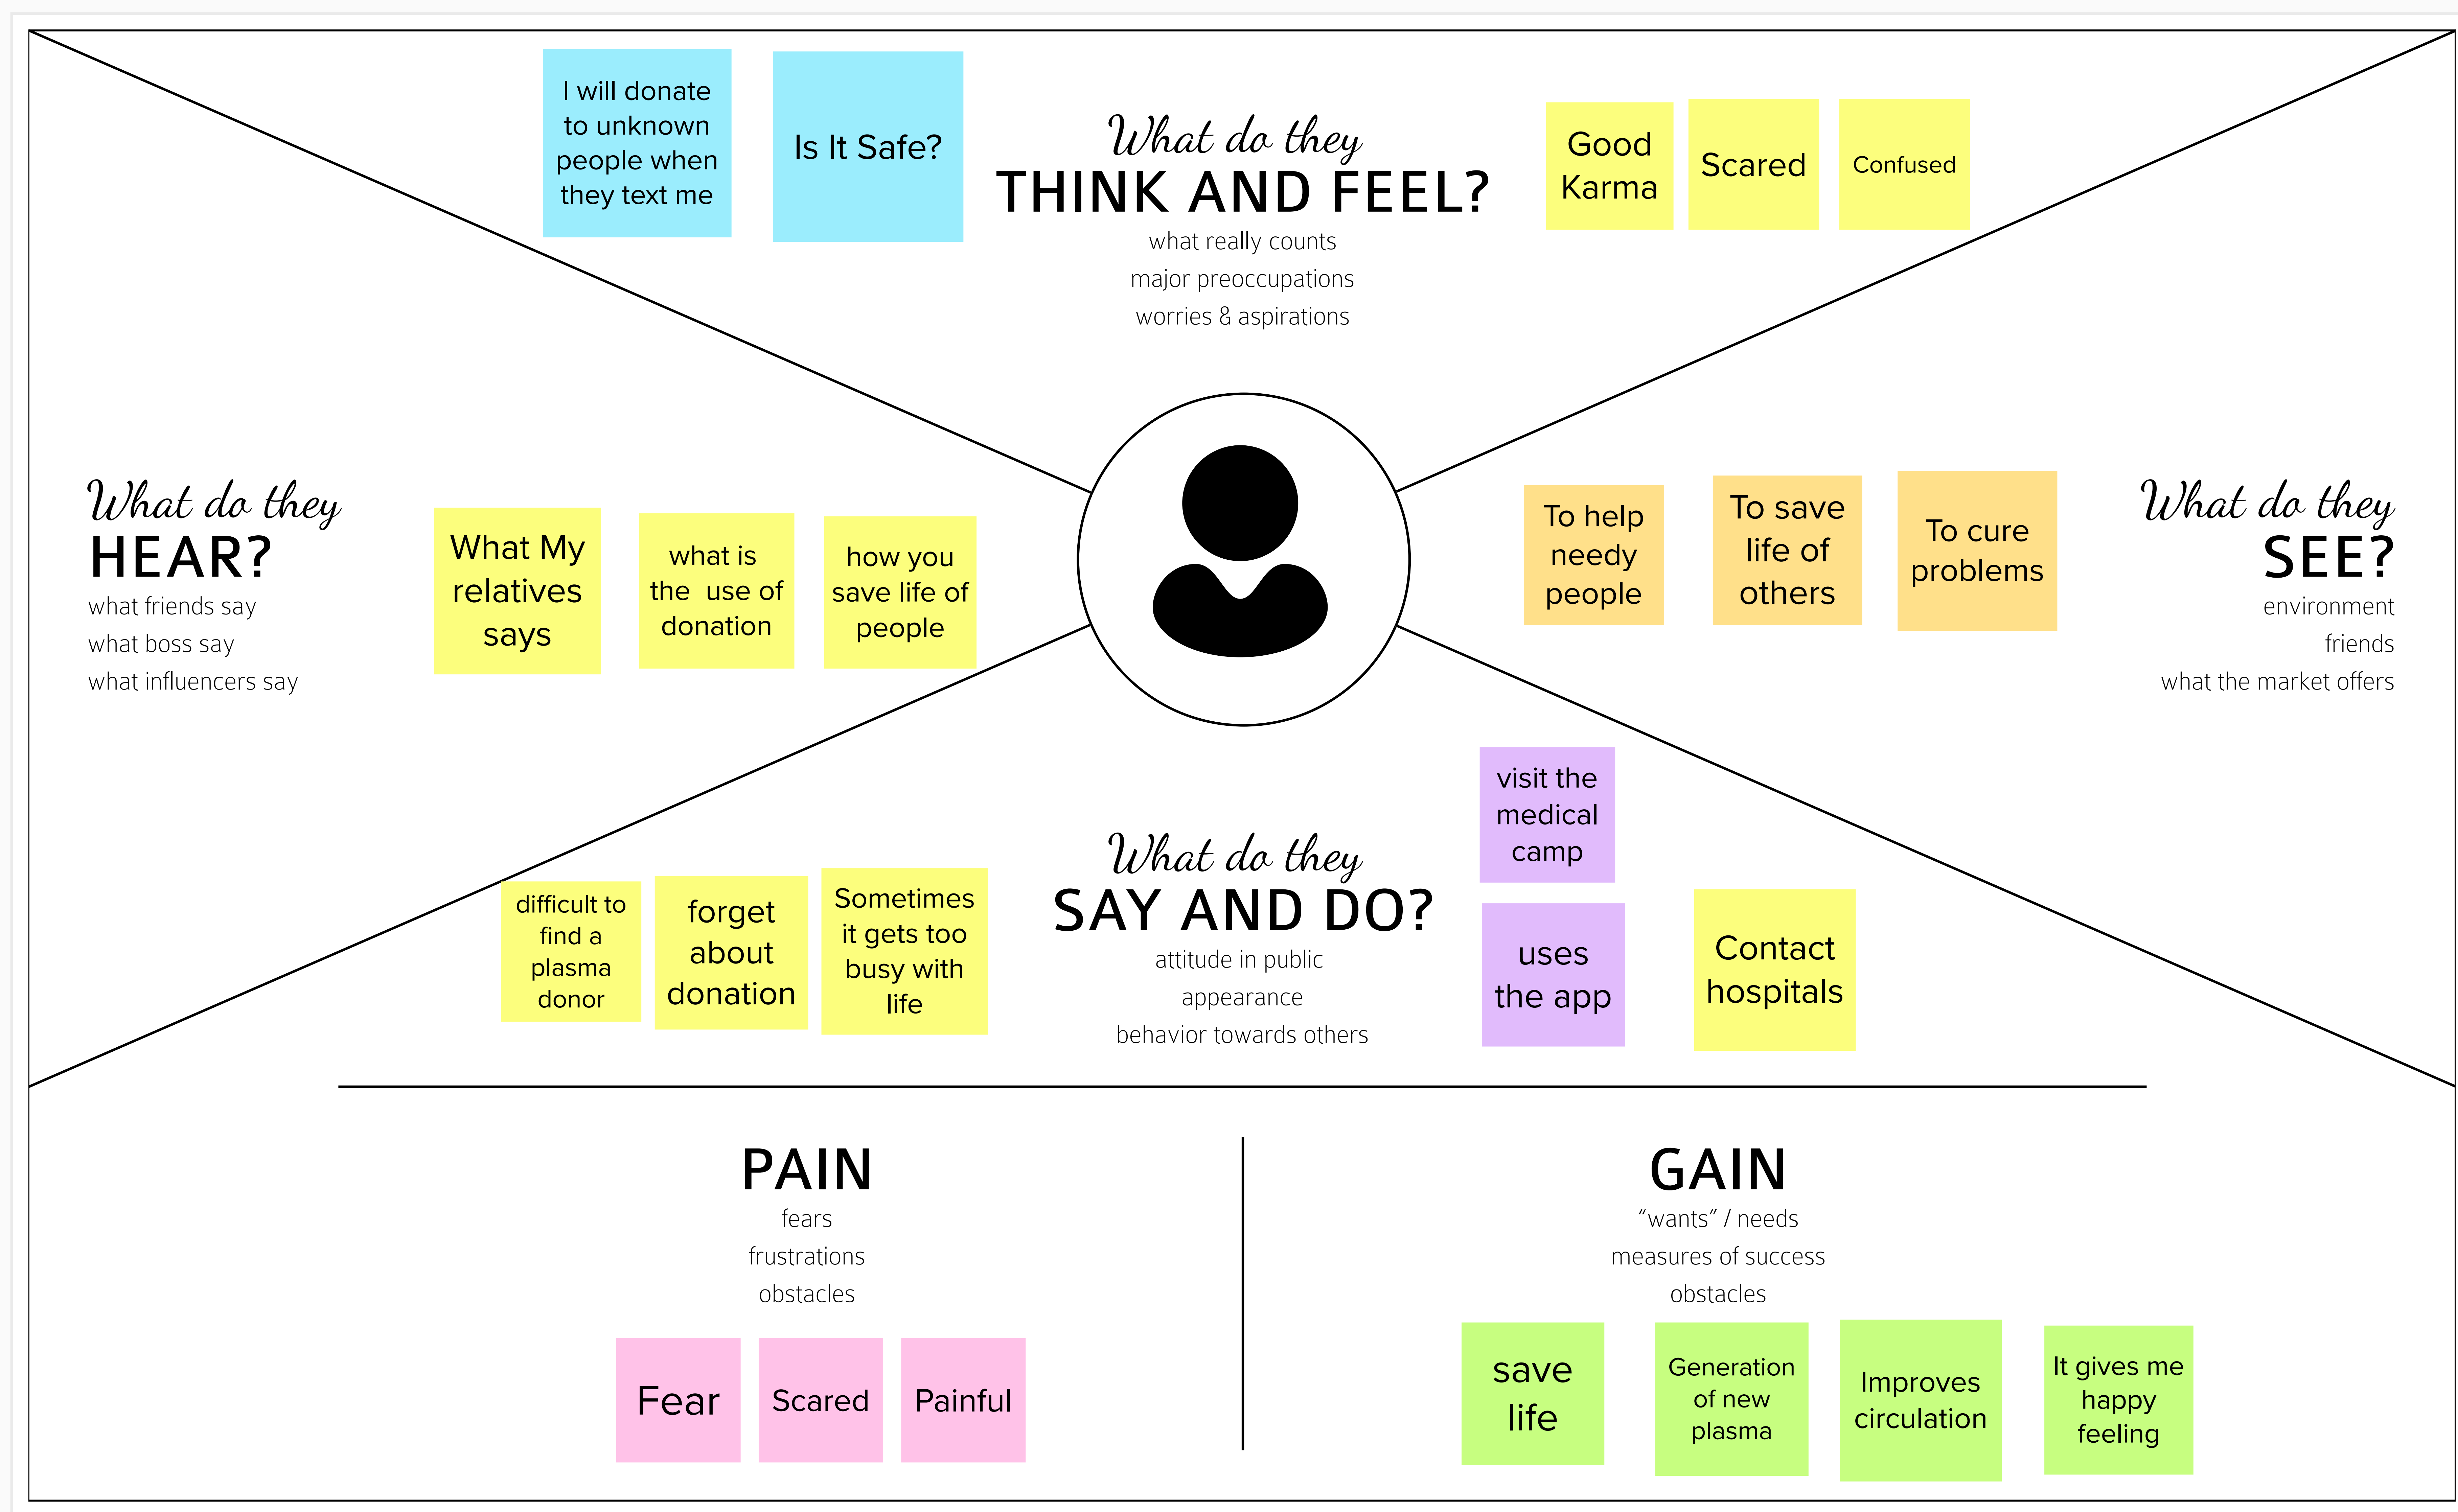 I will donate
to unknown
people when
they text me
Is It Safe?
What do they
THINK AND FEEL?
what really counts
major preoccupations
worries & aspirations
Good
Karma
Scared
Confused
What do they
HEAR?
what friends say
what boss say
what influencers say
What My
relatives
says
what is
the use of
donation
how you
save life of
people
To help
needy
people
To save
life of
others
To cure
problems
What do they
SEE?
environment
friends
what the market offers
difficult to
find a
plasma
donor
forget
about
donation
Sometimes
it gets too
busy with
life
What do they
SAY AND DO?
attitude in public
appearance
behavior towards others
visit the
medical
camp
uses
the app
Contact
hospitals
PAIN
fears
frustrations
obstacles
Fear
Scared
Painful
GAIN
“wants” / needs
measures of success
obstacles
save
life
Generation
of new
plasma
Improves
circulation
It gives me
happy
feeling